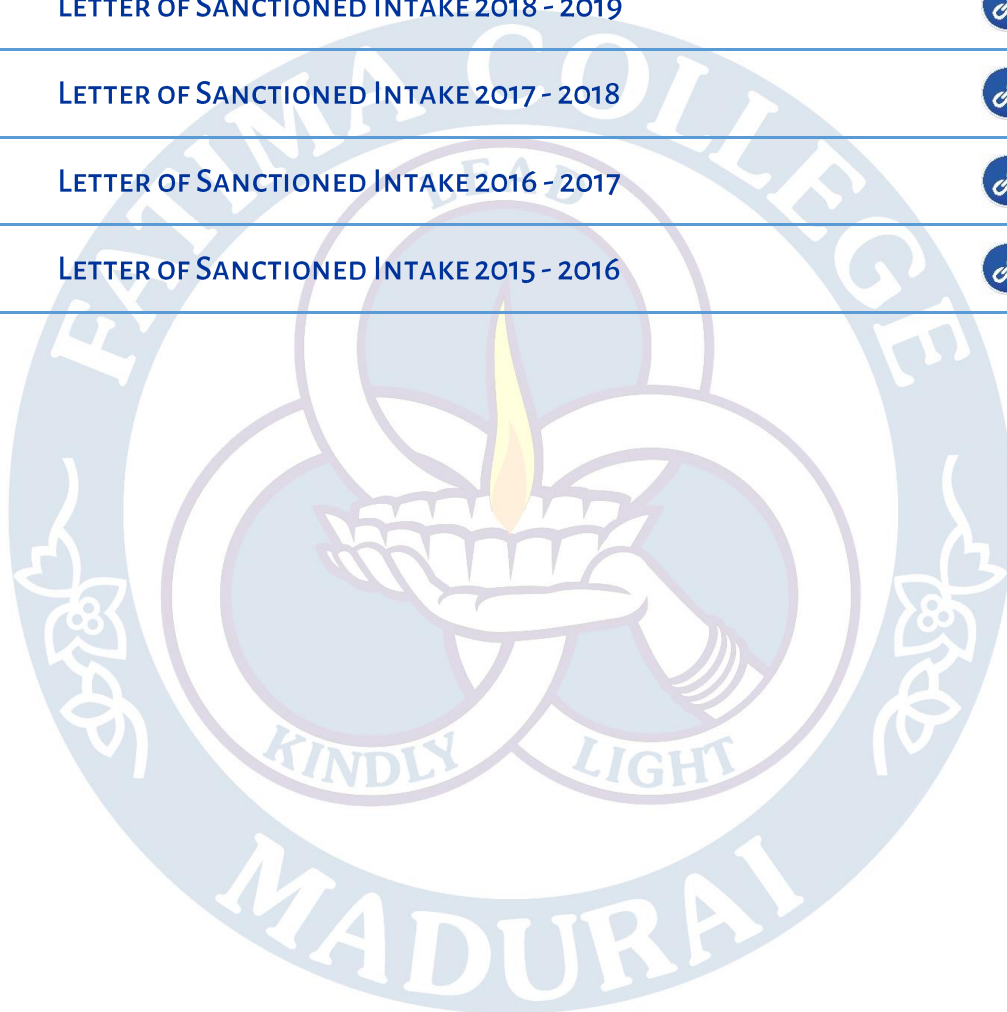 LETTER OF SANCTIONED INTAKE 2018 - 2019
LETTER OF SANCTIONED INTAKE 2017 - 2018
LETTER OF SANCTIONED INTAKE 2016 - 2017
LETTER OF SANCTIONED INTAKE 2015 - 2016
FATIMA COLLEGE
LEAD
KINDLY LIGHT
MADURAI